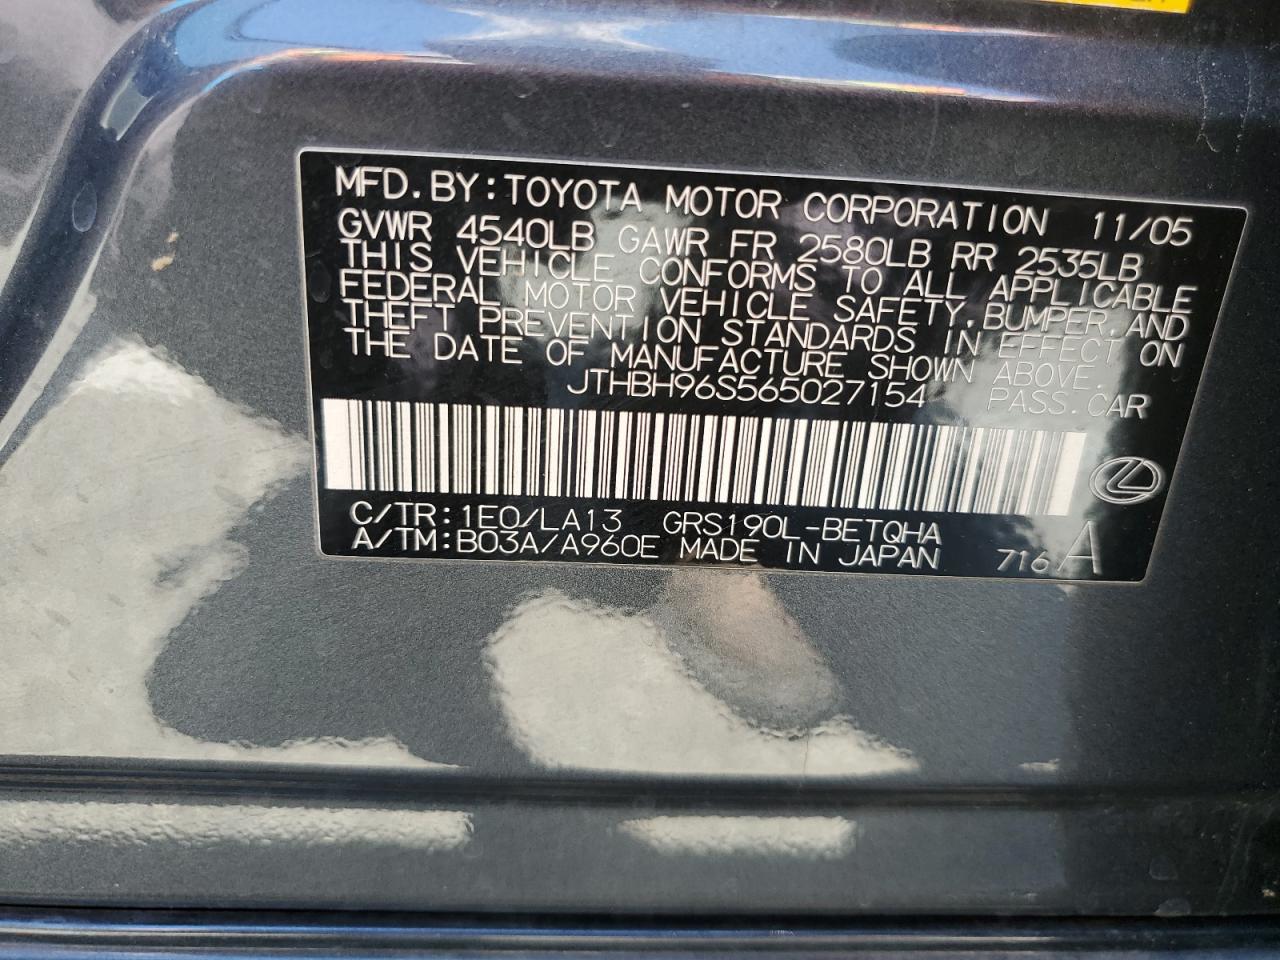 MFD.BY:TOYOTA MOTOR CORPORATION 11/05
GVWR 4540LB GAWR FR 2580LB RR 2535LB
THIS VEHICLE CONFORMS TO ALL APPLICABLE
FEDERAL MOTOR VEHICLE SAFETY,BUMPER,AND
THEFT PREVENTION STANDARDS IN EFFECT ON
THE DATE OF MANUFACTURE SHOWN ABOVE.
JTHBH96S565027154 PASS.CAR
C/TR:1E0/LA13 GRS190L-BETQHA
A/TM:B03A/A960E MADE IN JAPAN 716 A